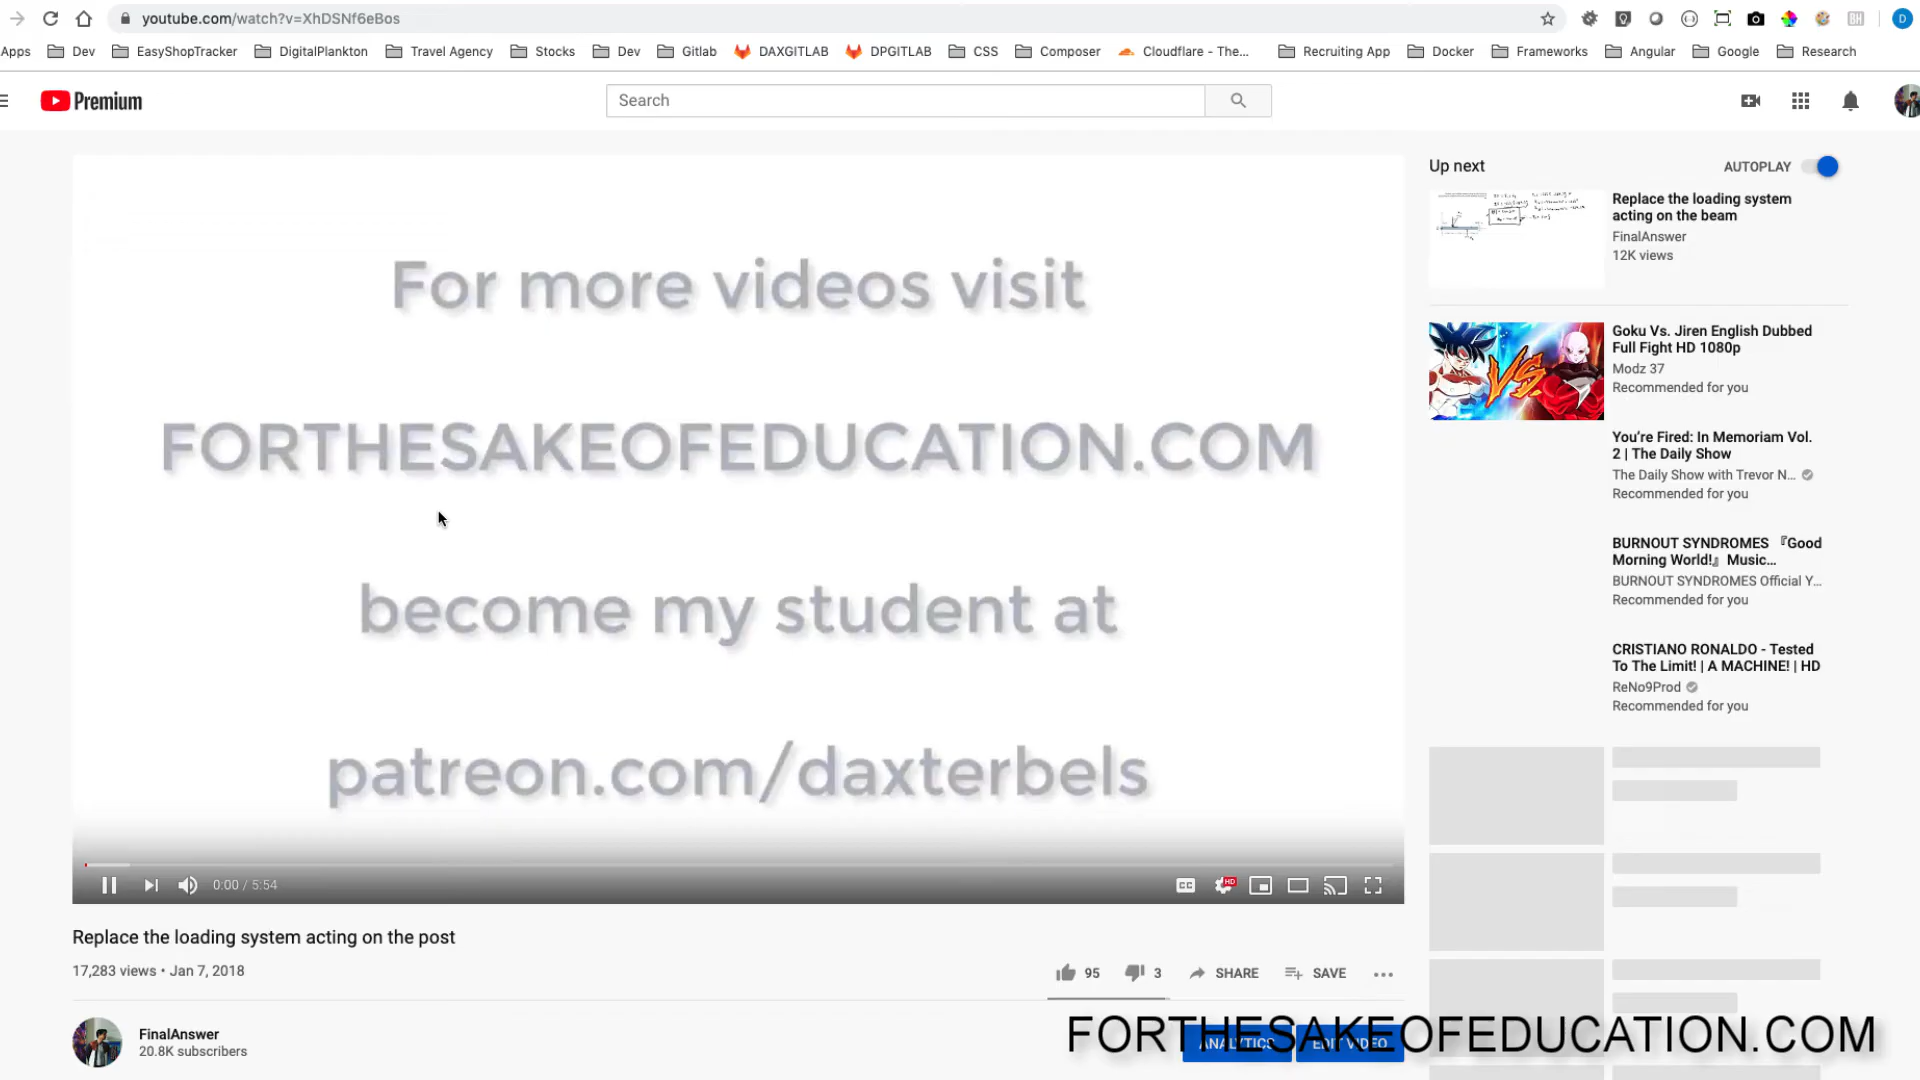 youtube.com/watch?v=XhDSNf6eBos
D
Apps Dev EasyShopTracker DigitalPlankton Travel Agency Stocks Dev Gitlab DAXGITLAB DPGITLAB CSS Composer Cloudflare - The... Recruiting App Docker Frameworks Angular Google Research
Premium
Search
For more videos visit
FORTHESAKEOFEDUCATION.COM
become my student at
patreon.com/daxterbels
0:00 / 5:54
CC
HD
Replace the loading system acting on the post
17,283 views • Jan 7, 2018
95
3
SHARE
SAVE
FinalAnswer
20.8K subscribers
ANALYTICS
EDIT VIDEO
Up next
AUTOPLAY
Replace the loading system
acting on the beam
FinalAnswer
12K views
VS.
Goku Vs. Jiren English Dubbed
Full Fight HD 1080p
Modz 37
Recommended for you
You're Fired: In Memoriam Vol.
2 | The Daily Show
The Daily Show with Trevor N...
Recommended for you
BURNOUT SYNDROMES 『Good
Morning World!』 Music...
BURNOUT SYNDROMES Official Y...
Recommended for you
CRISTIANO RONALDO - Tested
To The Limit! | A MACHINE! | HD
ReNo9Prod
Recommended for you
FORTHESAKEOFEDUCATION.COM